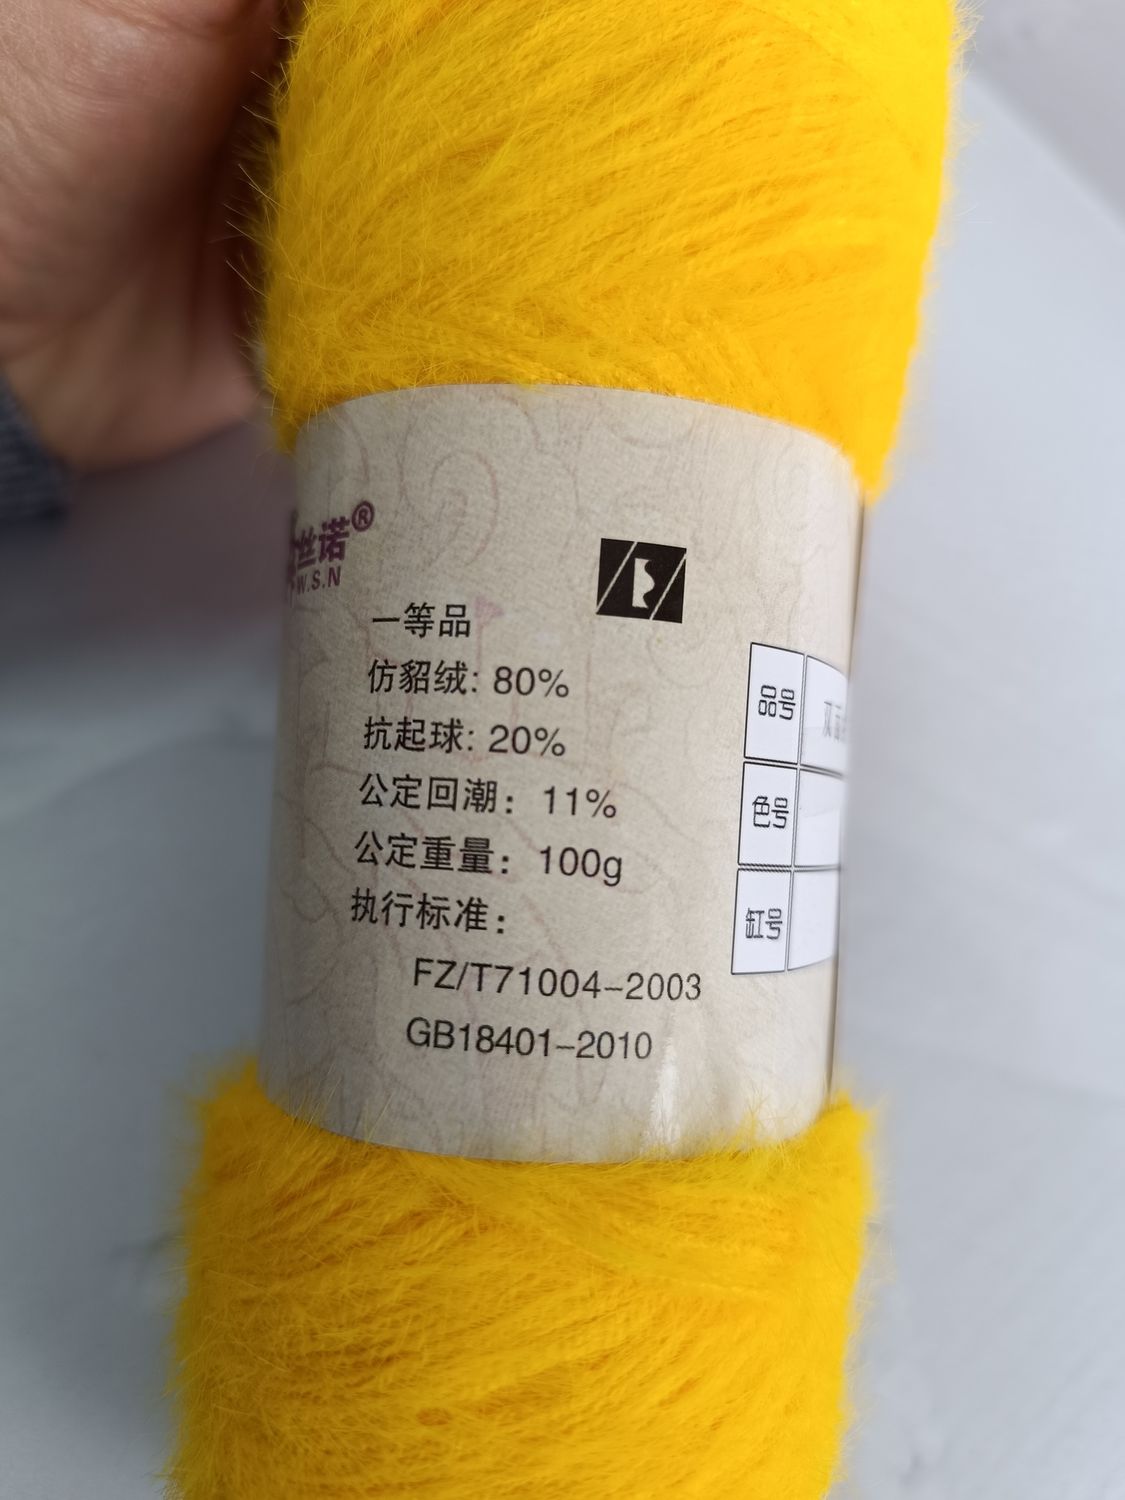 丝诺®
W.S.N
一等品
仿貂绒: 80%
抗起球: 20%
公定回潮: 11%
公定重量: 100g
执行标准:
FZ/T71004-2003
GB18401-2010
品号
色号
缸号